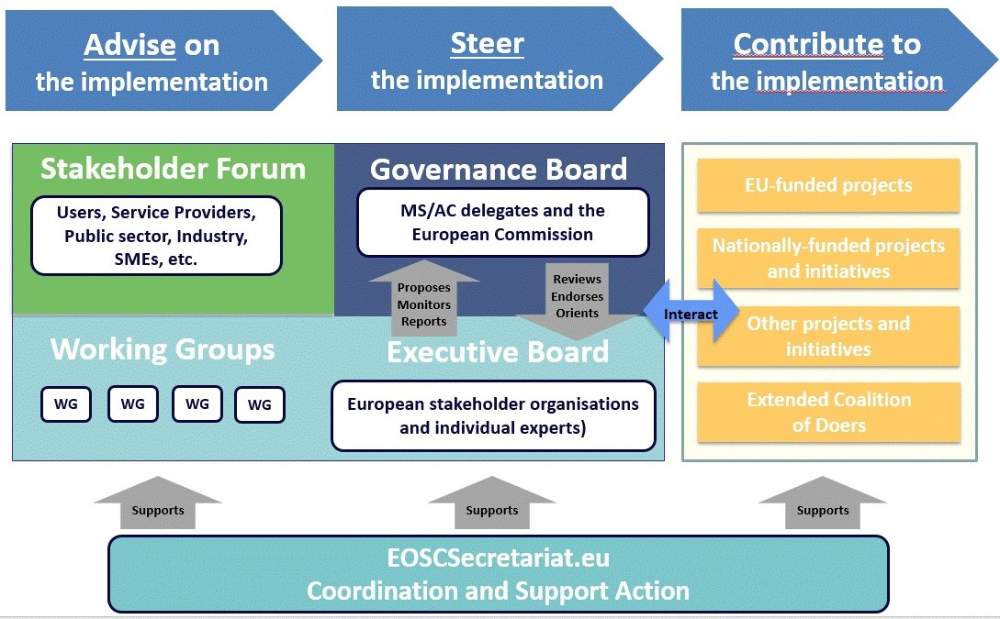 Advise on
the implementation
Steer
the implementation
Contribute to
the implementation
Stakeholder Forum
Users, Service Providers,
Public sector, Industry,
SMEs, etc.
Governance Board
MS/AC delegates and the
European Commission
Proposes
Monitors
Reports
Reviews
Endorses
Orients
Working Groups
WG
WG
WG
WG
Executive Board
European stakeholder organisations
and individual experts)
Interact
EU-funded projects
Nationally-funded projects
and initiatives
Other projects and
initiatives
Extended Coalition
of Doers
Supports
Supports
Supports
EOSCSecretariat.eu
Coordination and Support Action